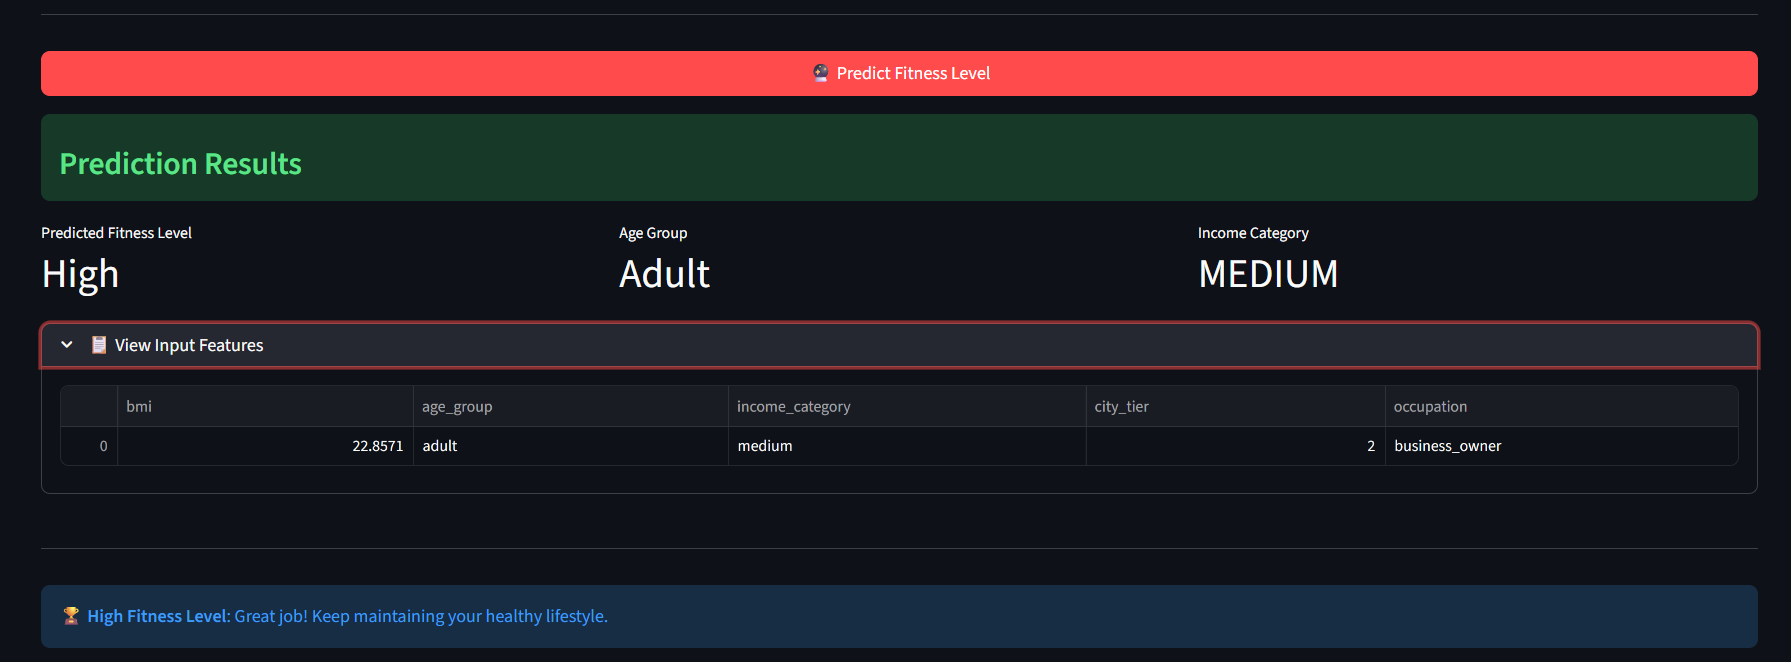 🔮 Predict Fitness Level
Prediction Results
Predicted Fitness Level Age Group Income Category
High Adult MEDIUM
📋 View Input Features
bmi age_group income_category city_tier occupation
0 22.8571 adult medium 2 business_owner
🏆 High Fitness Level: Great job! Keep maintaining your healthy lifestyle.